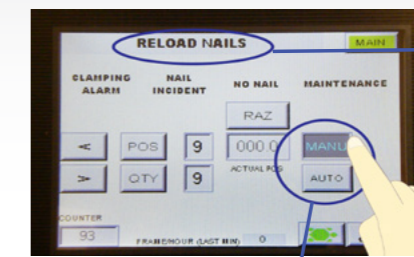 RELOAD NAILS MAIN
CLAMPING ALARM NAIL INCIDENT NO NAIL MAINTENANCE
RAZ
< POS 9 000.0 MANU
> QTY 9 ACTUAL POS AUTO
COUNTER
93 FRAME/HOUR (LAST MIN) 0